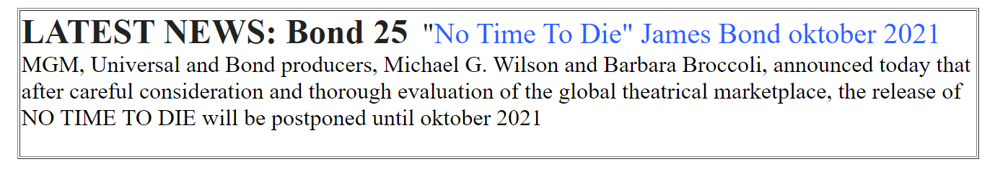 LATEST NEWS: Bond 25 "No Time To Die" James Bond oktober 2021
MGM, Universal and Bond producers, Michael G. Wilson and Barbara Broccoli, announced today that
after careful consideration and thorough evaluation of the global theatrical marketplace, the release of
NO TIME TO DIE will be postponed until oktober 2021